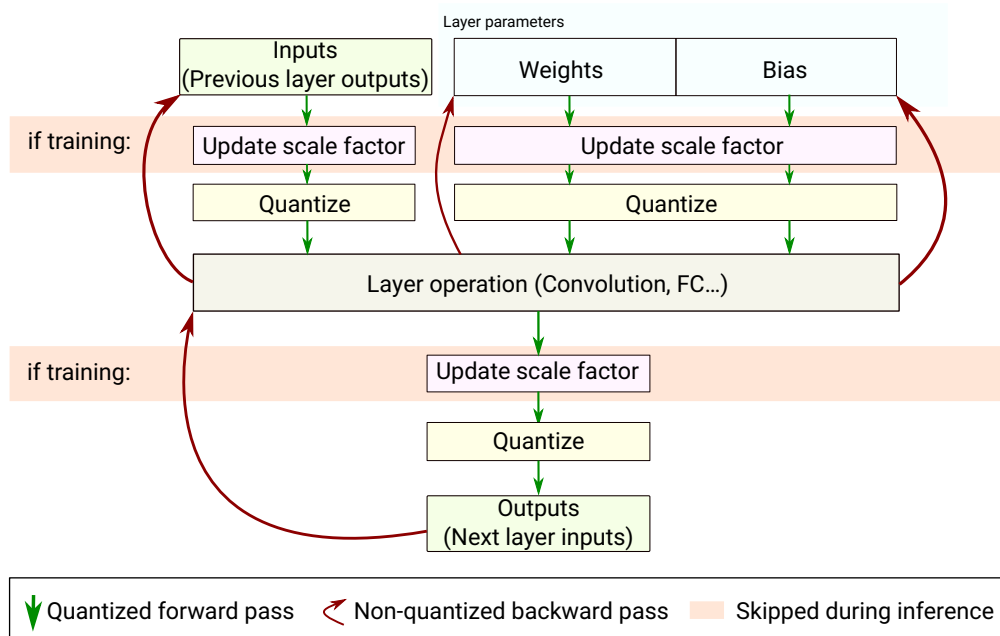 Layer parameters
Inputs
(Previous layer outputs)
Weights
Bias
if training:
Update scale factor
Update scale factor
Quantize
Quantize
Layer operation (Convolution, FC...)
if training:
Update scale factor
Quantize
Outputs
(Next layer inputs)
Quantized forward pass
Non-quantized backward pass
Skipped during inference